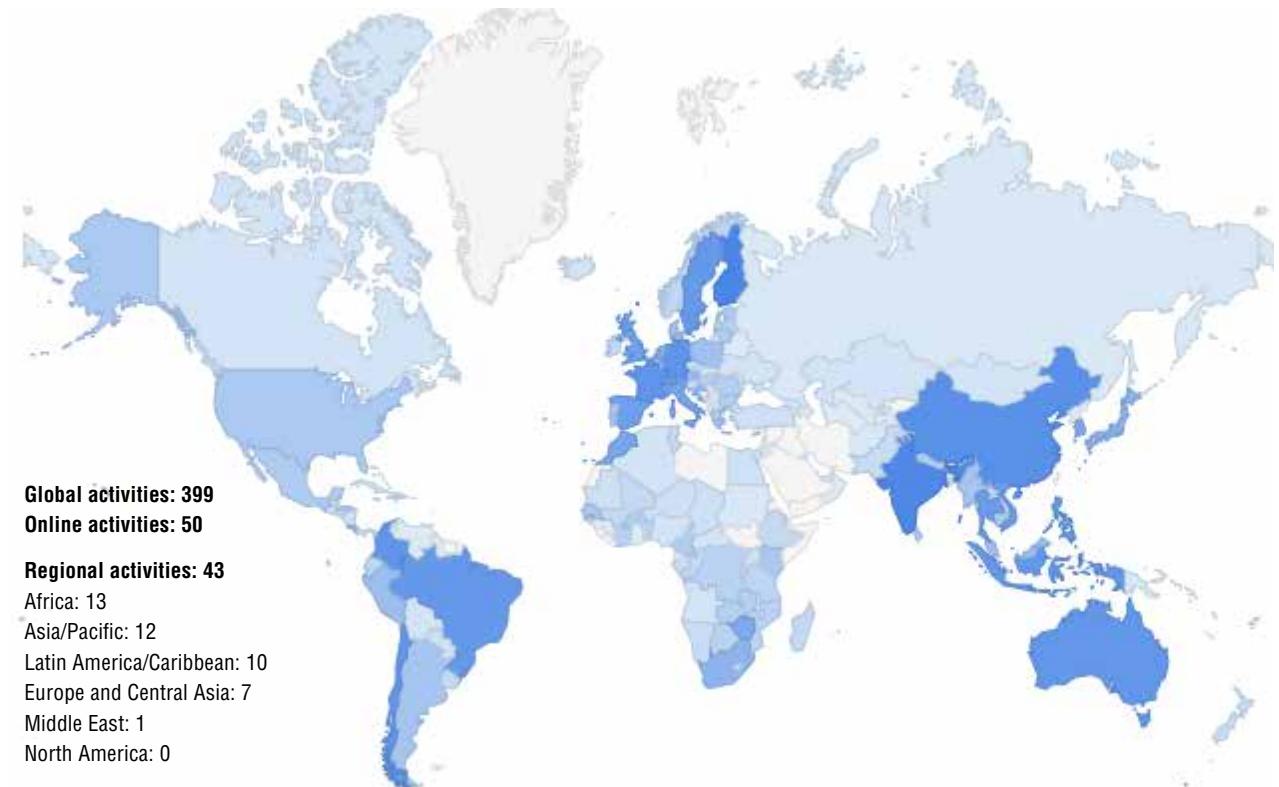 Global activities: 399
Online activities: 50
Regional activities: 43
Africa: 13
Asia/Pacific: 12
Latin America/Caribbean: 10
Europe and Central Asia: 7
Middle East: 1
North America: 0